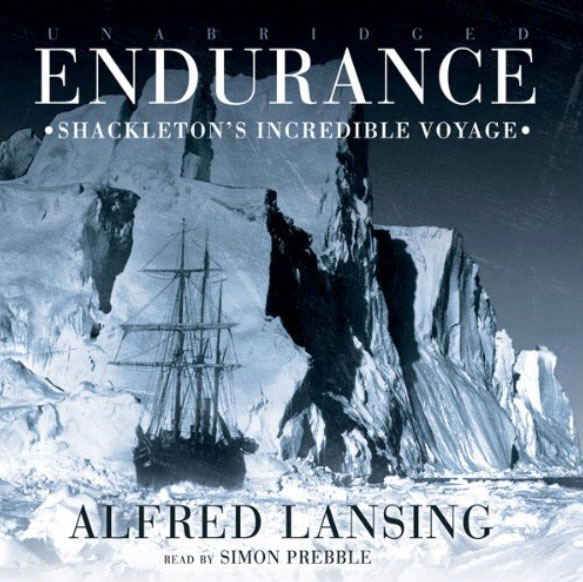 UNABRIDGED
ENDURANCE
•SHACKLETON'S INCREDIBLE VOYAGE•
ALFRED LANSING
READ BY SIMON PREBBLE